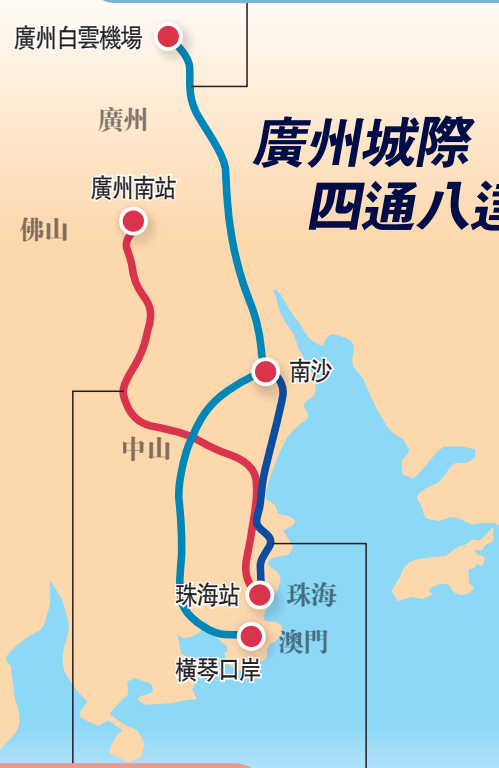 廣州白雲機場
廣州
廣州城際
四通八達
廣州南站
佛山
南沙
中山
珠海站
珠海
澳門
橫琴口岸